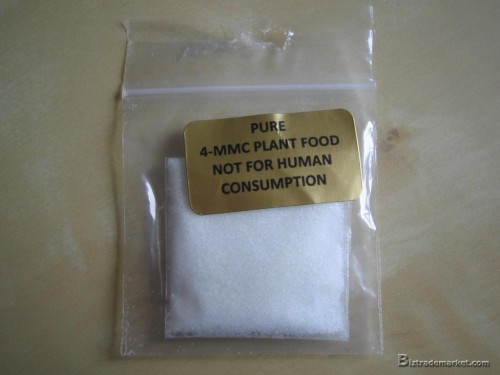 PURE
4-MMC PLANT FOOD
NOT FOR HUMAN
CONSUMPTION
Biztrademarket.com